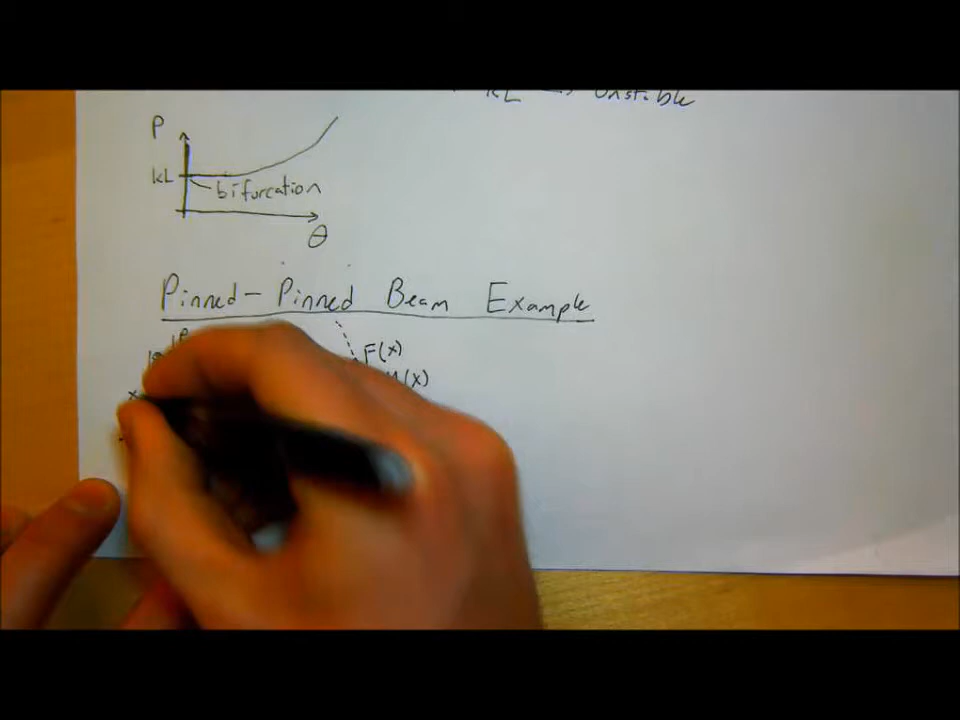 kL → Unstable
P
kL
bifurcation
θ
Pinned-Pinned Beam Example
P
F(x)
M(x)
x